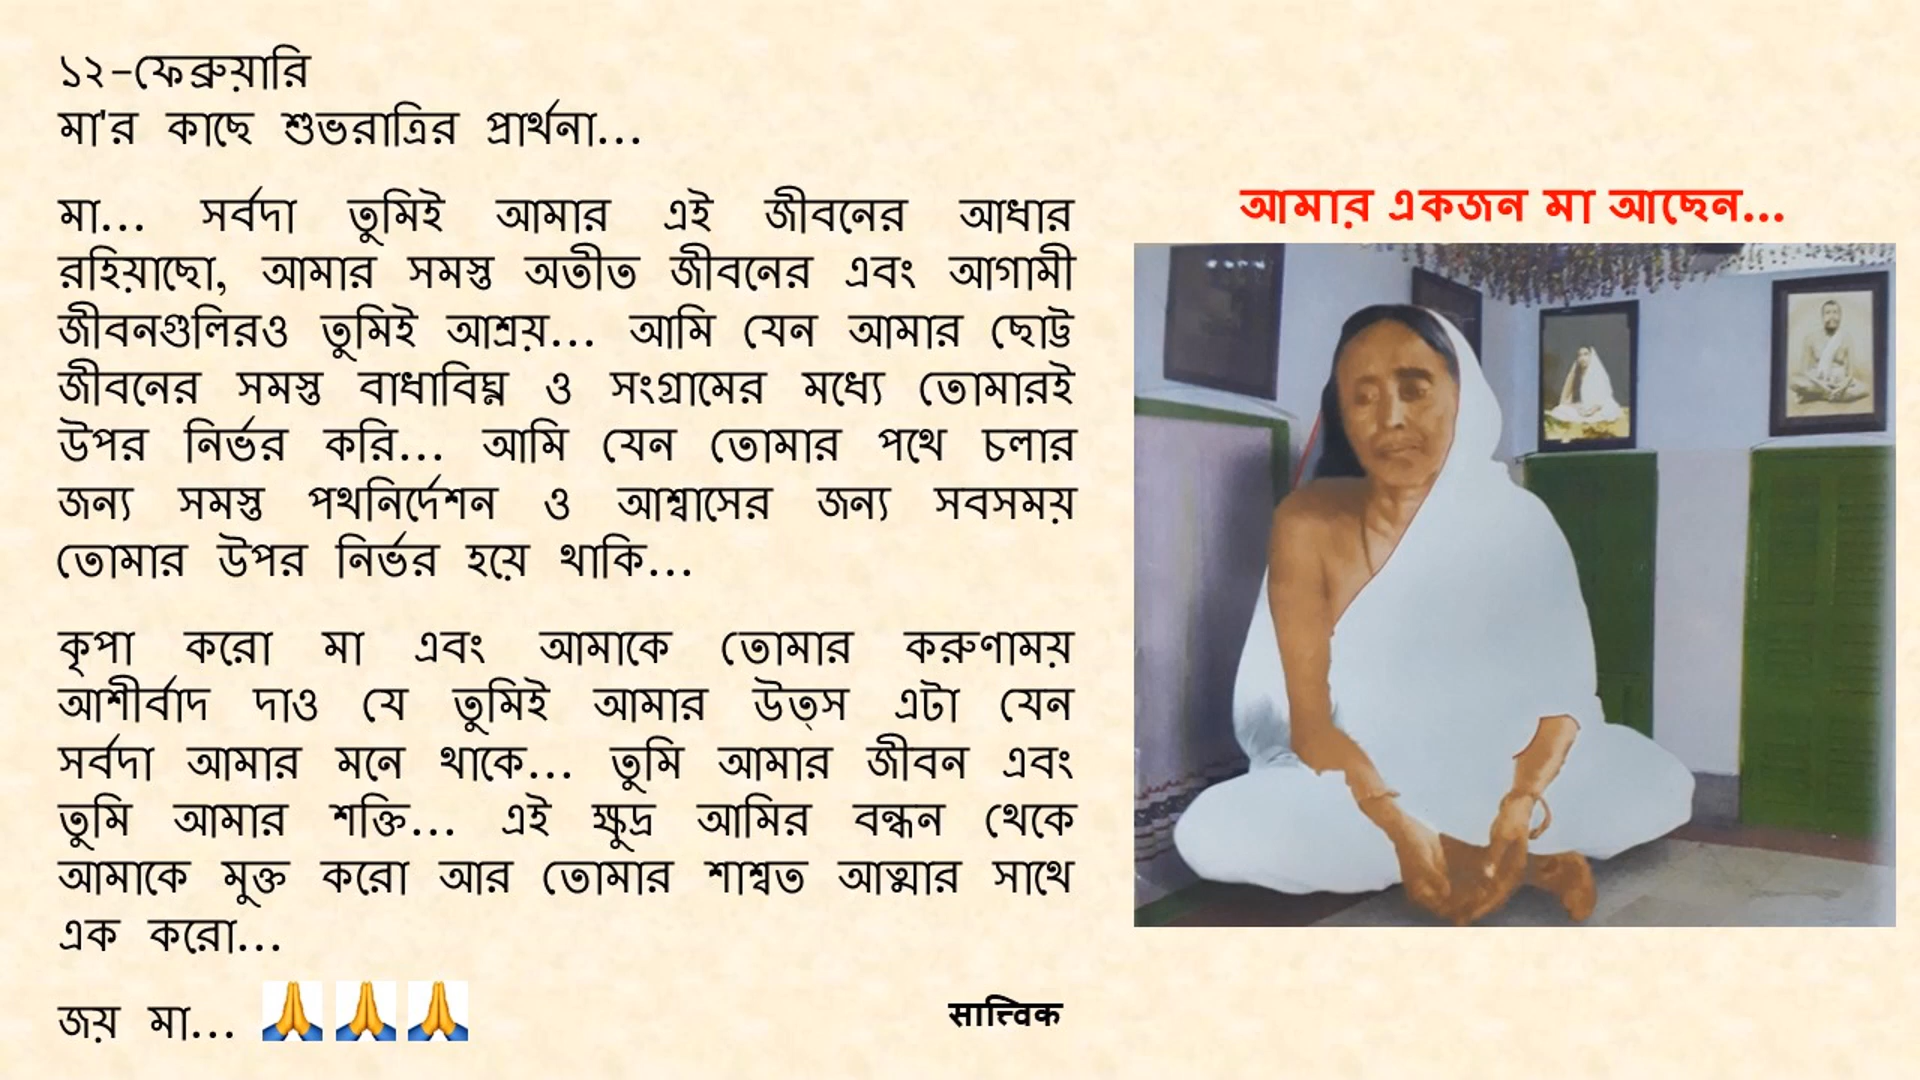 ১২-ফেব্রুয়ারি
মা'র কাছে শুভরাত্রির প্রার্থনা...
মা... সর্বদা তুমিই আমার এই জীবনের আধার
রহিয়াছো, আমার সমস্ত অতীত জীবনের এবং আগামী
জীবনগুলিরও তুমিই আশ্রয়... আমি যেন আমার ছোট্ট
জীবনের সমস্ত বাধাবিঘ্ন ও সংগ্রামের মধ্যে তোমারই
উপর নির্ভর করি... আমি যেন তোমার পথে চলার
জন্য সমস্ত পথনির্দেশন ও আশ্বাসের জন্য সবসময়
তোমার উপর নির্ভর হয়ে থাকি...
কৃপা করো মা এবং আমাকে তোমার করুণাময়
আশীর্বাদ দাও যে তুমিই আমার উত্স এটা যেন
সর্বদা আমার মনে থাকে... তুমি আমার জীবন এবং
তুমি আমার শক্তি... এই ক্ষুদ্র আমির বন্ধন থেকে
আমাকে মুক্ত করো আর তোমার শাশ্বত আত্মার সাথে
এক করো...
জয় মা... 🙏🙏🙏
सात्त्विक
আমার একজন মা আছেন...